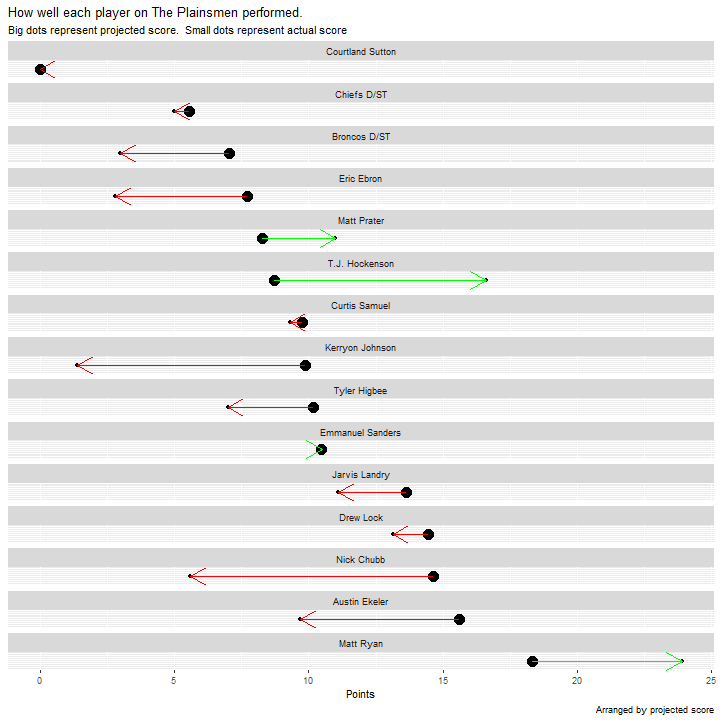 How well each player on The Plainsmen performed.
Big dots represent projected score.  Small dots represent actual score
Courtland Sutton
Chiefs D/ST
Broncos D/ST
Eric Ebron
Matt Prater
T.J. Hockenson
Curtis Samuel
Kerryon Johnson
Tyler Higbee
Emmanuel Sanders
Jarvis Landry
Drew Lock
Nick Chubb
Austin Ekeler
Matt Ryan
0 5 10 15 20 25
Points
Arranged by projected score